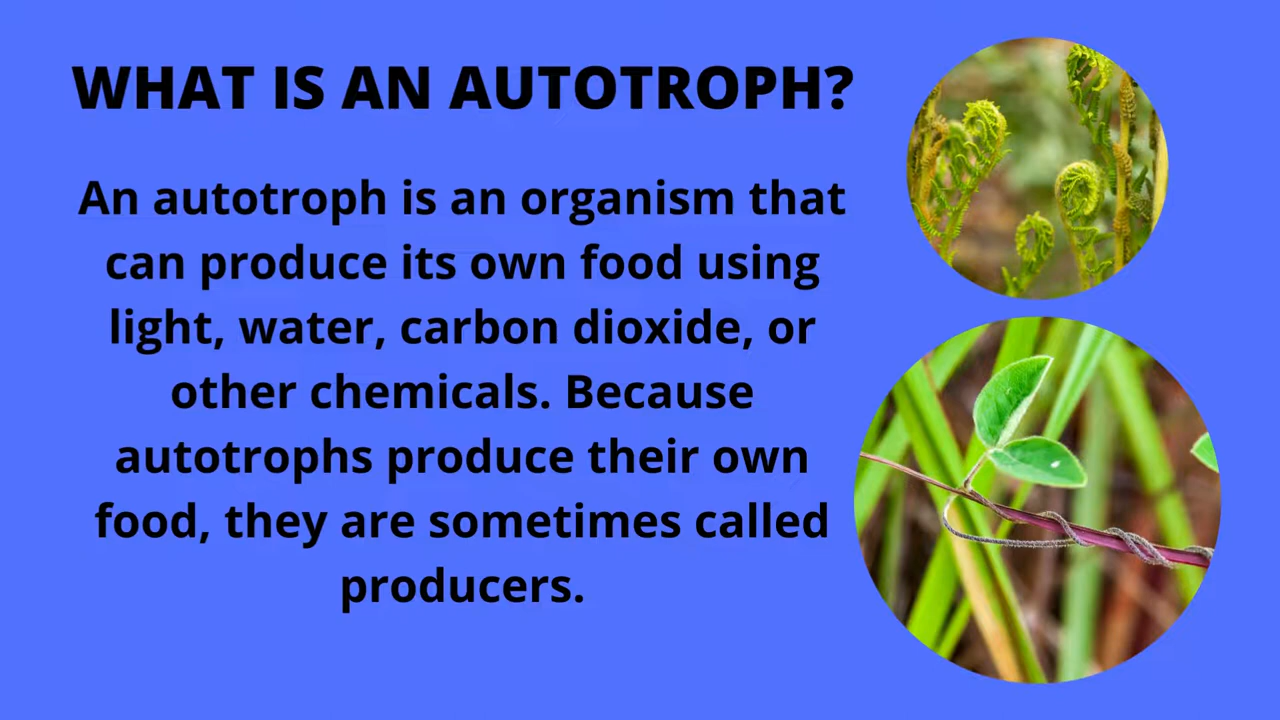 WHAT IS AN AUTOTROPH?
An autotroph is an organism that
can produce its own food using
light, water, carbon dioxide, or
other chemicals. Because
autotrophs produce their own
food, they are sometimes called
producers.